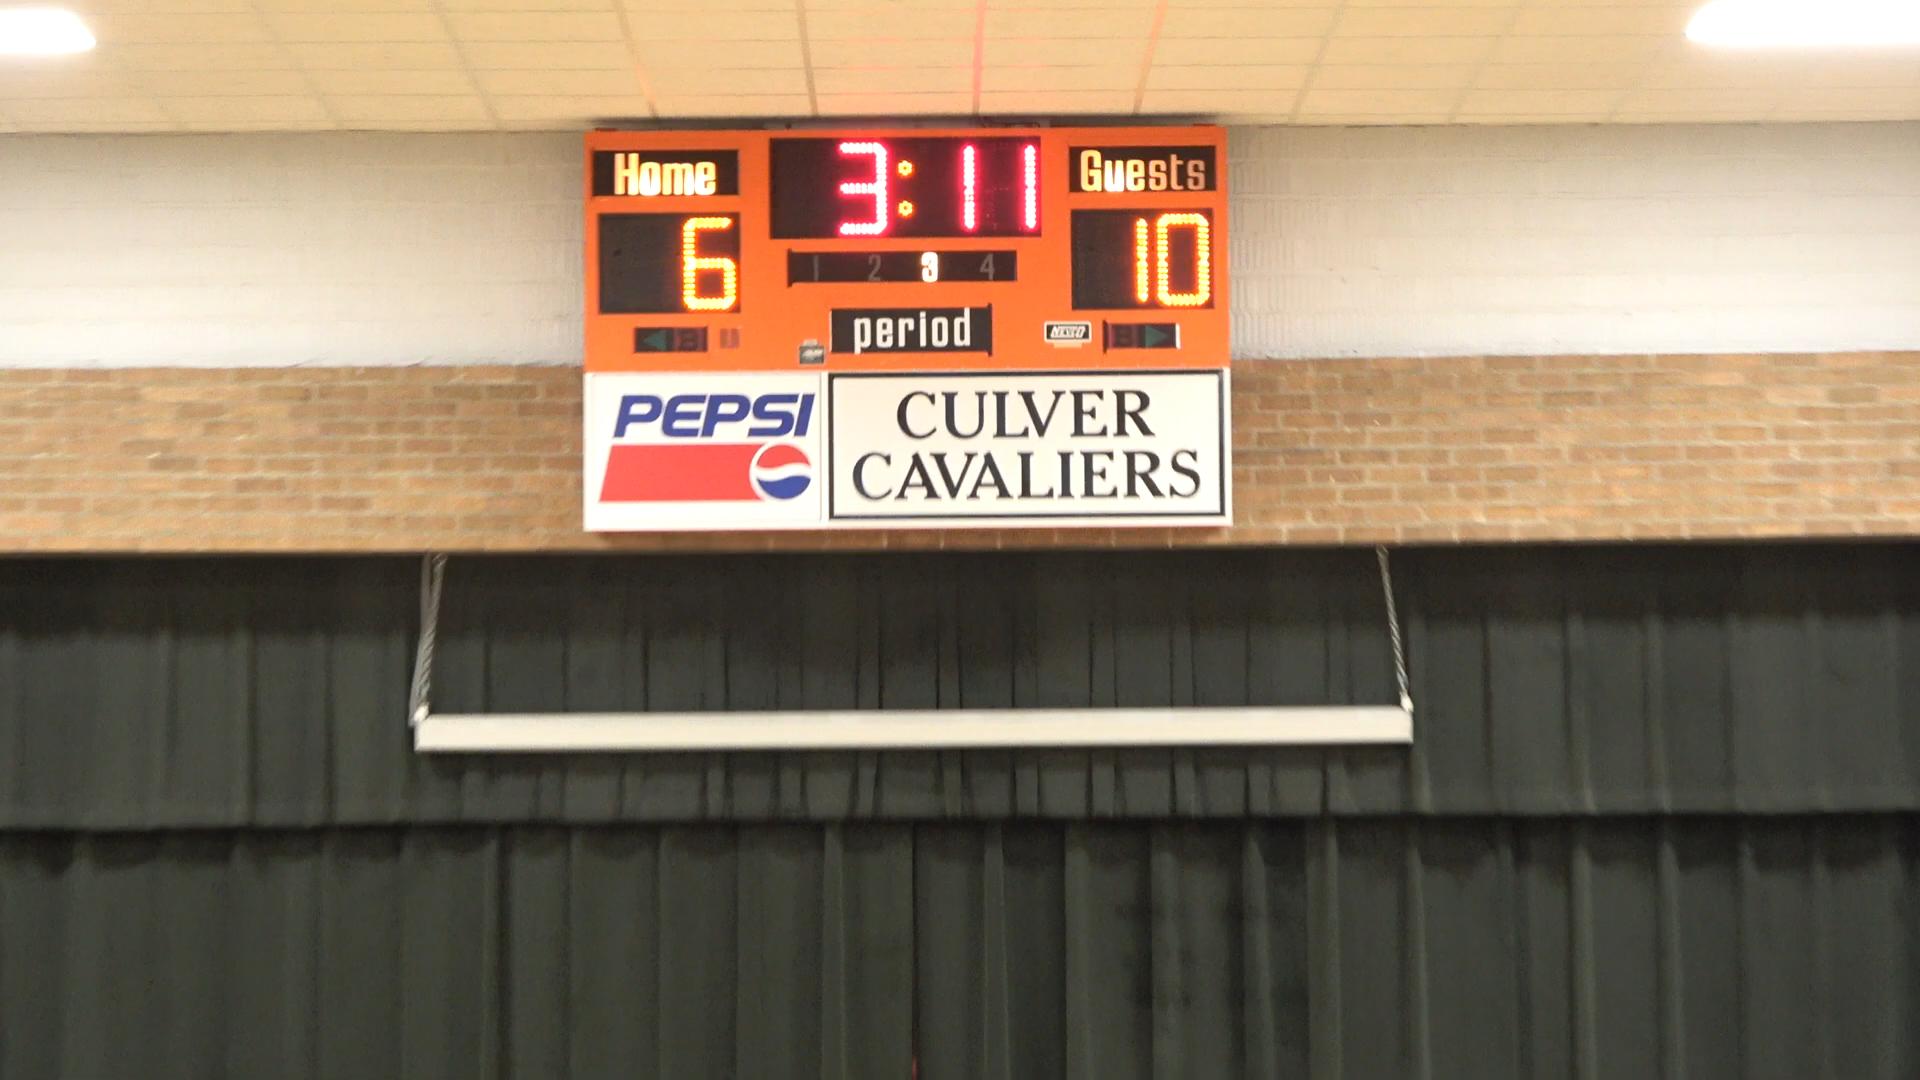 Home 3:11 Guests
6 1 2 3 4 10
period
PEPSI
CULVER
CAVALIERS